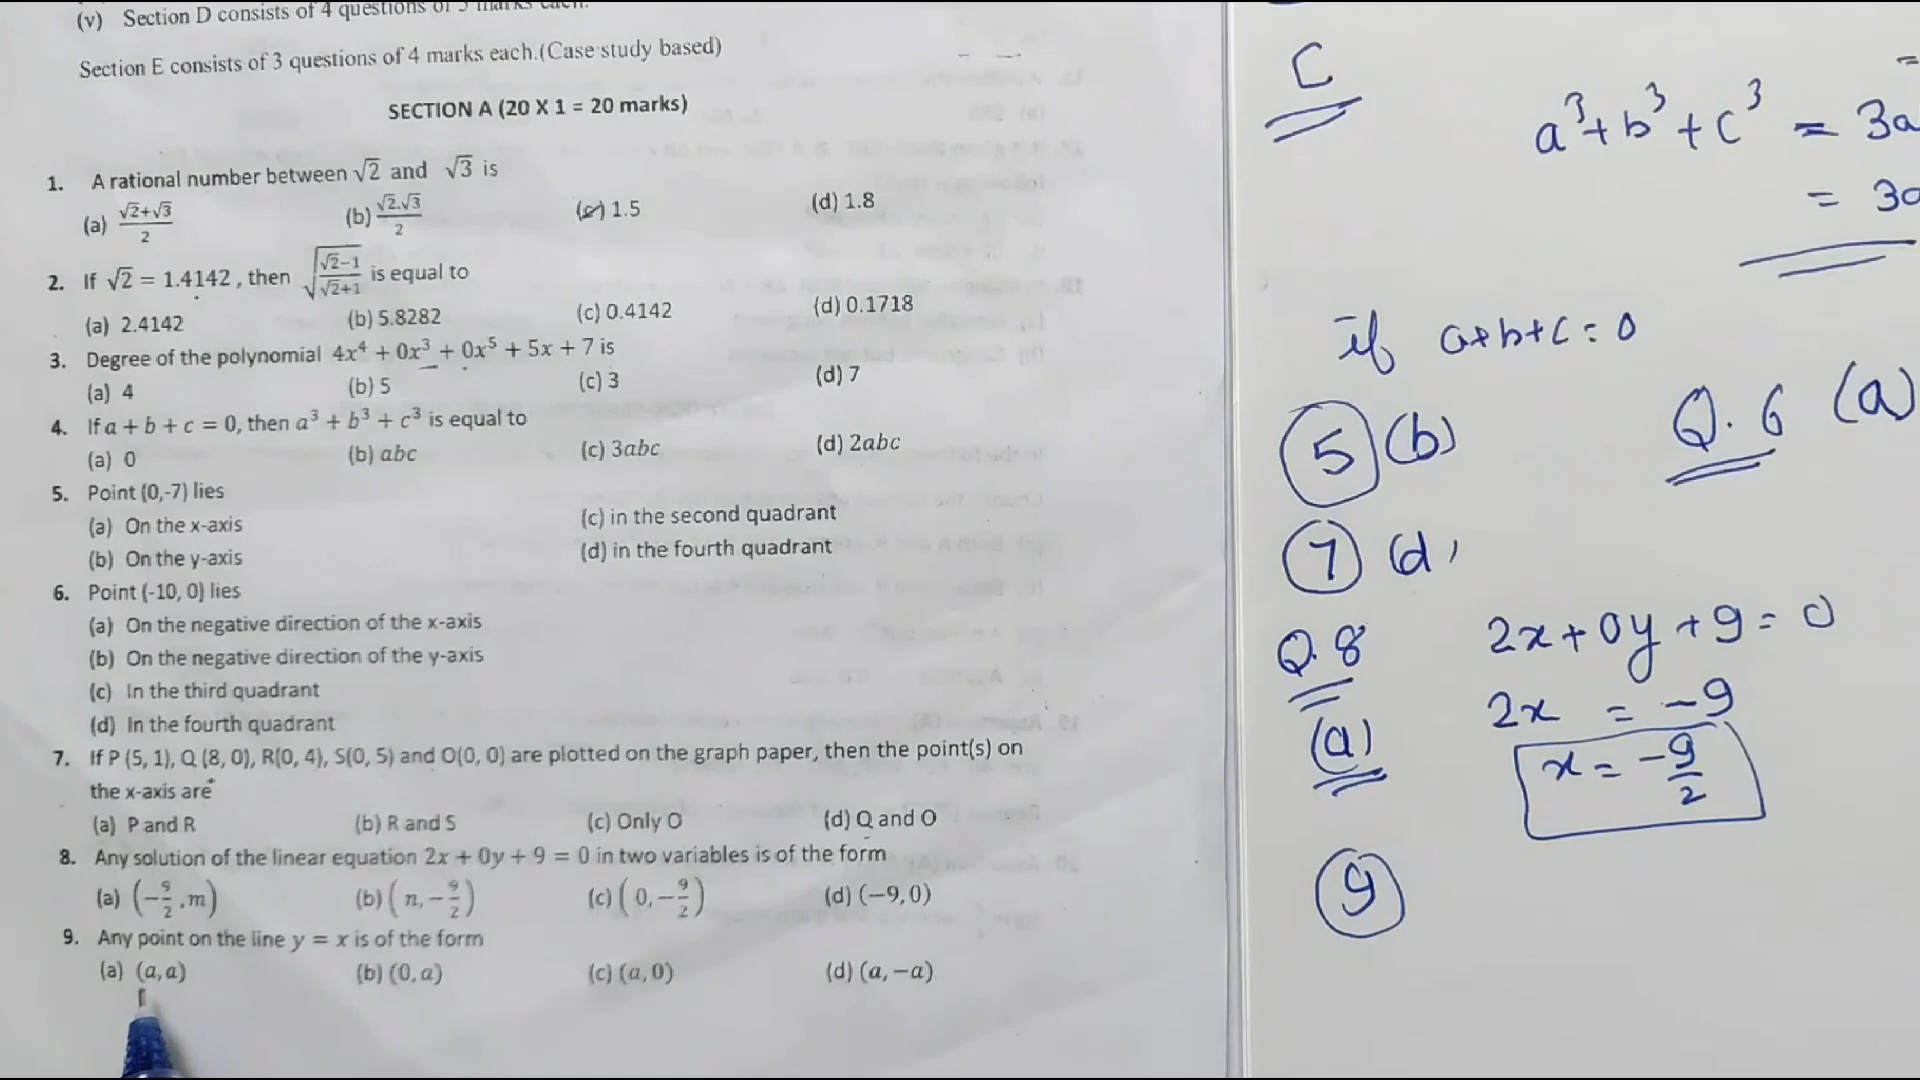 (v) Section D consists of 4 questions of 5 marks each.
Section E consists of 3 questions of 4 marks each.(Case study based)
SECTION A (20 X 1 = 20 marks)
1. A rational number between √2 and √3 is
(a) (√2+√3)/2 (b) (√2.√3)/2 (c) 1.5 (d) 1.8
2. If √2 = 1.4142 , then √((√2−1)/(√2+1)) is equal to
(a) 2.4142 (b) 5.8282 (c) 0.4142 (d) 0.1718
3. Degree of the polynomial 4x⁴ + 0x³ + 0x⁵ + 5x + 7 is
(a) 4 (b) 5 (c) 3 (d) 7
4. If a + b + c = 0, then a³ + b³ + c³ is equal to
(a) 0 (b) abc (c) 3abc (d) 2abc
5. Point (0,-7) lies
(a) On the x-axis (c) in the second quadrant
(b) On the y-axis (d) in the fourth quadrant
6. Point (-10, 0) lies
(a) On the negative direction of the x-axis
(b) On the negative direction of the y-axis
(c) In the third quadrant
(d) In the fourth quadrant
7. If P (5, 1), Q (8, 0), R(0, 4), S(0, 5) and O(0, 0) are plotted on the graph paper, then the point(s) on
the x-axis are
(a) P and R (b) R and S (c) Only O (d) Q and O
8. Any solution of the linear equation 2x + 0y + 9 = 0 in two variables is of the form
(a) (−9/2, m) (b) (n, −9/2) (c) (0, −9/2) (d) (−9, 0)
9. Any point on the line y = x is of the form
(a) (a, a) (b) (0, a) (c) (a, 0) (d) (a, −a)
C
=
a³+b³+c³ = 3a
= 3
if a+b+c=0
5 (b) Q.6 (a)
7 (d)
Q.8 2x+0y+9=0
2x = −9
(a) x = −9/2
9